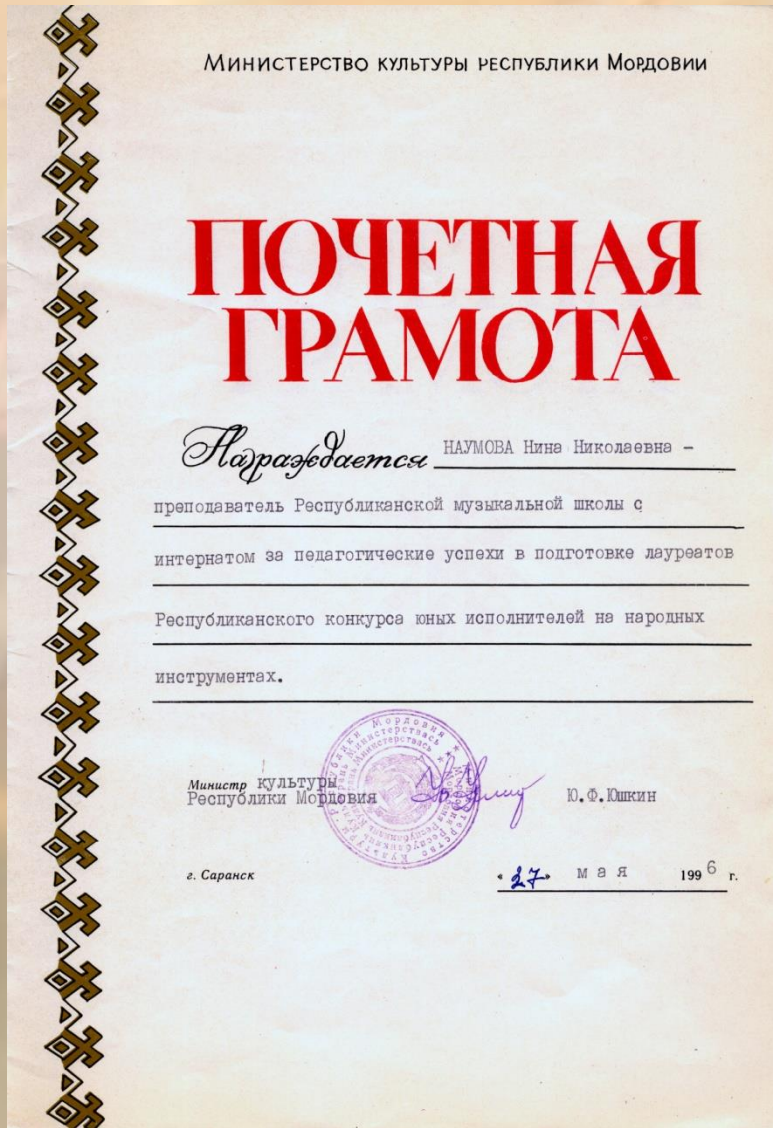 Министерство культуры республики Мордовии
ПОЧЕТНАЯ
ГРАМОТА
Награждается НАУМОВА Нина Николаевна –
преподаватель Республиканской музыкальной школы с
интернатом за педагогические успехи в подготовке лауреатов
Республиканского конкурса юных исполнителей на народных
инструментах.
Министр культуры
Республики Мордовия Ю.Ф.Юшкин
г. Саранск « 27 » мая 1996 г.